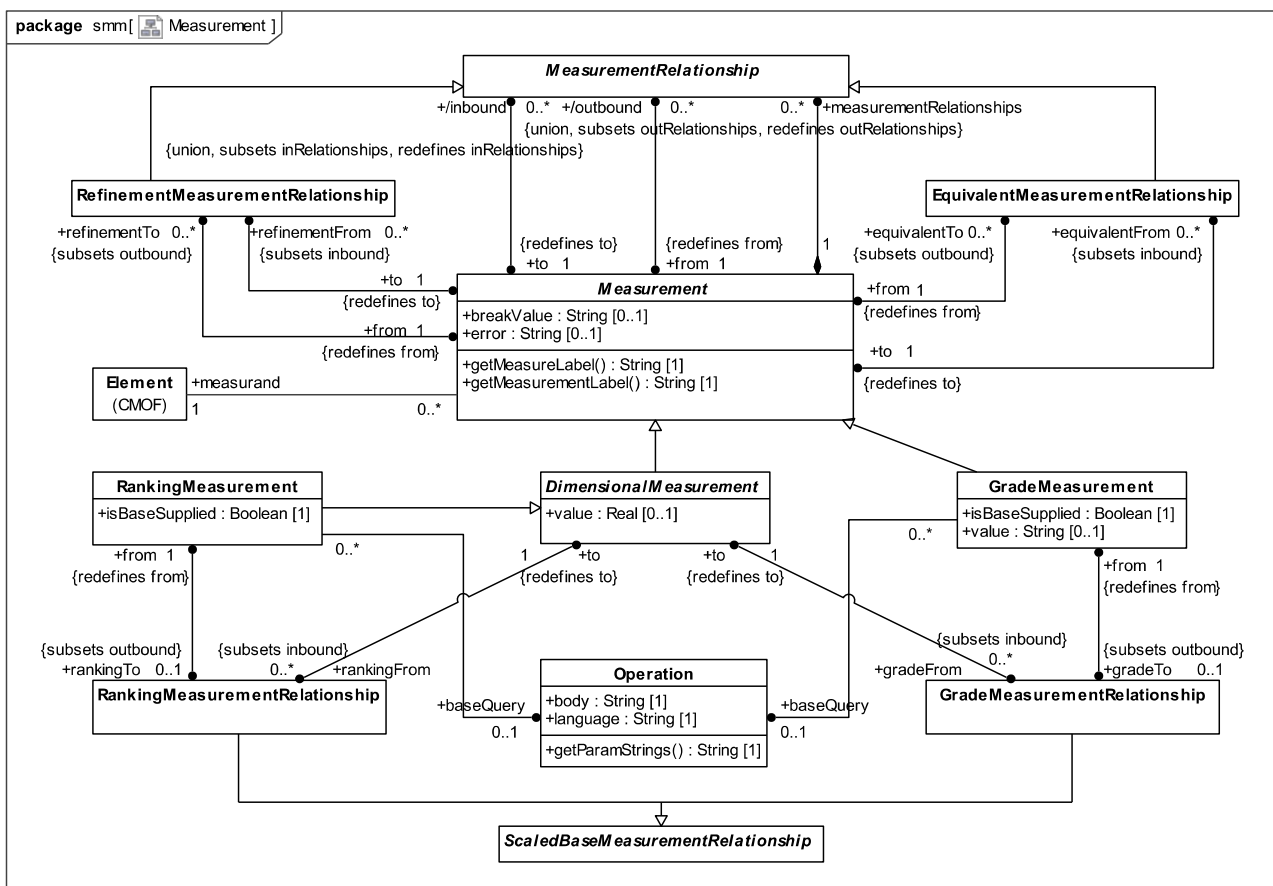 package smm[ Measurement ]
MeasurementRelationship
+/inbound 0..* +/outbound 0..* 0..* +measurementRelationships
{union, subsets outRelationships, redefines outRelationships}
{union, subsets inRelationships, redefines inRelationships}
RefinementMeasurementRelationship
EquivalentMeasurementRelationship
+refinementTo 0..* +refinementFrom 0..*
{subsets outbound} {subsets inbound}
+equivalentTo 0..* +equivalentFrom 0..*
{subsets outbound} {subsets inbound}
{redefines to} {redefines from} 1
+to 1 +from 1
+to 1
{redefines to}
+from 1
{redefines from}
Measurement
+breakValue : String [0..1]
+error : String [0..1]
+getMeasureLabel() : String [1]
+getMeasurementLabel() : String [1]
+from 1
{redefines from}
+to 1
{redefines to}
Element
(CMOF)
+measurand
1 0..*
RankingMeasurement
+isBaseSupplied : Boolean [1]
DimensionalMeasurement
+value : Real [0..1]
GradeMeasurement
+isBaseSupplied : Boolean [1]
+value : String [0..1]
+from 1 0..*
{redefines from}
1 +to
{redefines to}
+to 1
{redefines to}
0..*
+from 1
{redefines from}
{subsets outbound} {subsets inbound}
+rankingTo 0..1 0..* +rankingFrom
RankingMeasurementRelationship
{subsets inbound} {subsets outbound}
+gradeFrom 0..* +gradeTo 0..1
GradeMeasurementRelationship
+baseQuery
0..1
Operation
+body : String [1]
+language : String [1]
+getParamStrings() : String [1]
+baseQuery
0..1
ScaledBaseMeasurementRelationship